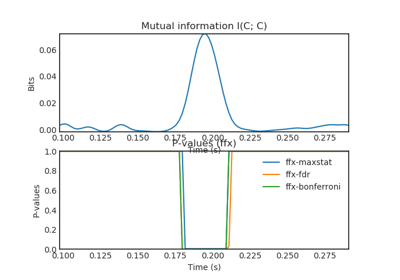 Mutual information I(C; C)
Bits
0.06
0.04
0.02
0.00
0.100 0.125 0.150 0.175 0.200 0.225 0.250 0.275
Time (s)
P-values (ffx)
P-values
1.0
0.8
0.6
0.4
0.2
0.0
ffx-maxstat
ffx-fdr
ffx-bonferroni
0.100 0.125 0.150 0.175 0.200 0.225 0.250 0.275
Time (s)